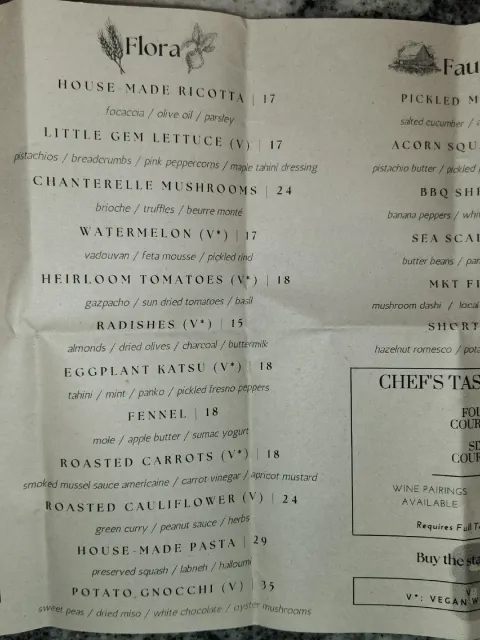 Flora
HOUSE-MADE RICOTTA | 17
focaccia / olive oil / parsley
LITTLE GEM LETTUCE (V) | 17
pistachios / breadcrumbs / pink peppercorns / maple tahini dressing
CHANTERELLE MUSHROOMS | 24
brioche / truffles / beurre monté
WATERMELON (V*) | 17
vadouvan / feta mousse / pickled rind
HEIRLOOM TOMATOES (V*) | 18
gazpacho / sun dried tomatoes / basil
RADISHES (V*) | 15
almonds / dried olives / charcoal / buttermilk
EGGPLANT KATSU (V*) | 18
tahini / mint / panko / pickled fresno peppers
FENNEL | 18
mole / apple butter / sumac yogurt
ROASTED CARROTS (V*) | 18
smoked mussel sauce americaine / carrot vinegar / apricot mustard
ROASTED CAULIFLOWER (V) | 24
green curry / peanut sauce / herbs
HOUSE-MADE PASTA | 29
preserved squash / labneh / halloumi
POTATO GNOCCHI (V) | 35
sweet peas / dried miso / white chocolate / oyster mushrooms
Fau
PICKLED M
salted cucumber /
ACORN SQU
pistachio butter / pickled
BBQ SH
banana peppers /
SEA SCAL
butter beans /
MKT F
mushroom dashi / local
SHORT
hazelnut romesco /
CHEF'S TAS
FOU
COUR
SI
COUR
WINE PAIRINGS
AVAILABLE
Requires Full T
Buy the sta
V
V*: VEGAN W